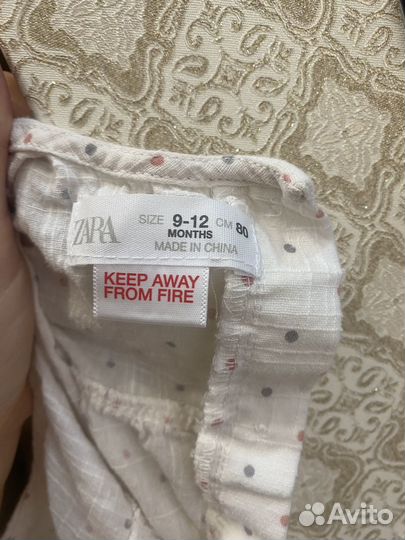 ZARA
SIZE 9-12 CM 80
MONTHS
MADE IN CHINA
KEEP AWAY
FROM FIRE
Avito